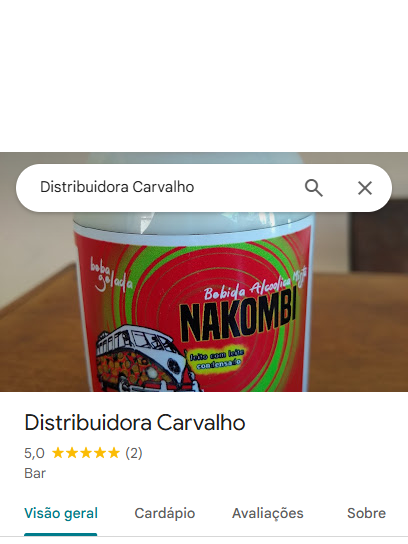 Distribuidora Carvalho
beba
gelada
Bebida Alcoólica Mista
NAKOMBI
feito com leite
condensado
Distribuidora Carvalho
5,0 (2)
Bar
Visão geral Cardápio Avaliações Sobre